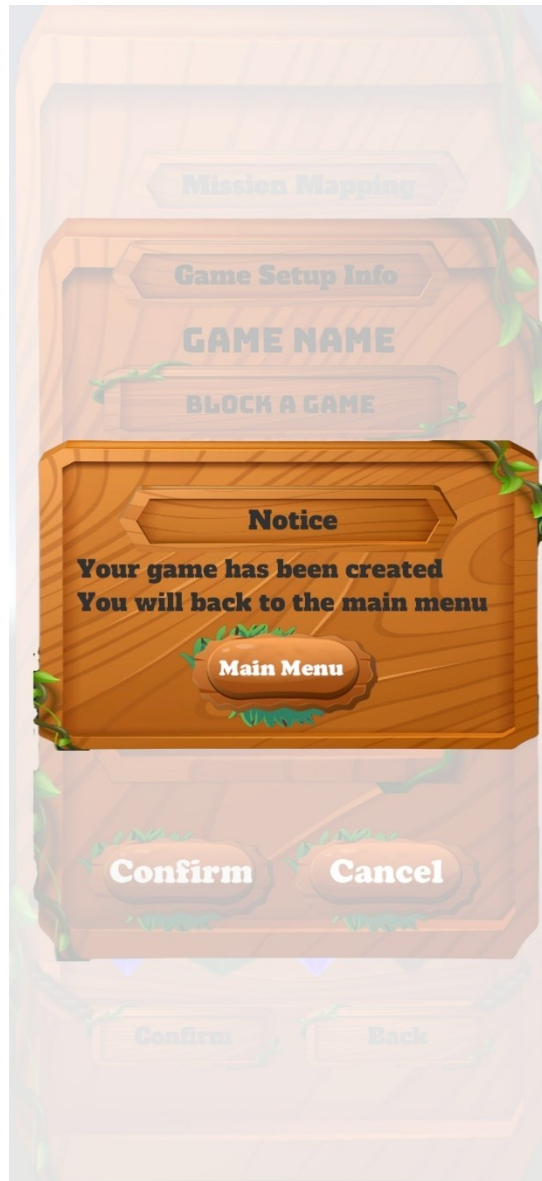 Mission Mapping
Game Setup Info
GAME NAME
BLOCK A GAME
Notice
Your game has been created
You will back to the main menu
Main Menu
Confirm Cancel
Confirm Back